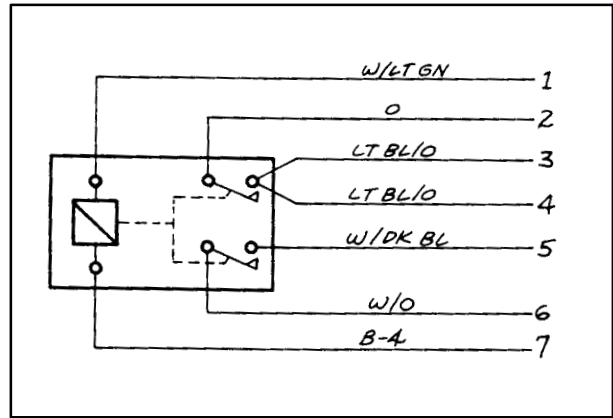 W/LT GN 1
O 2
LT BL/O 3
LT BL/O 4
W/DK BL 5
W/O 6
B-4 7